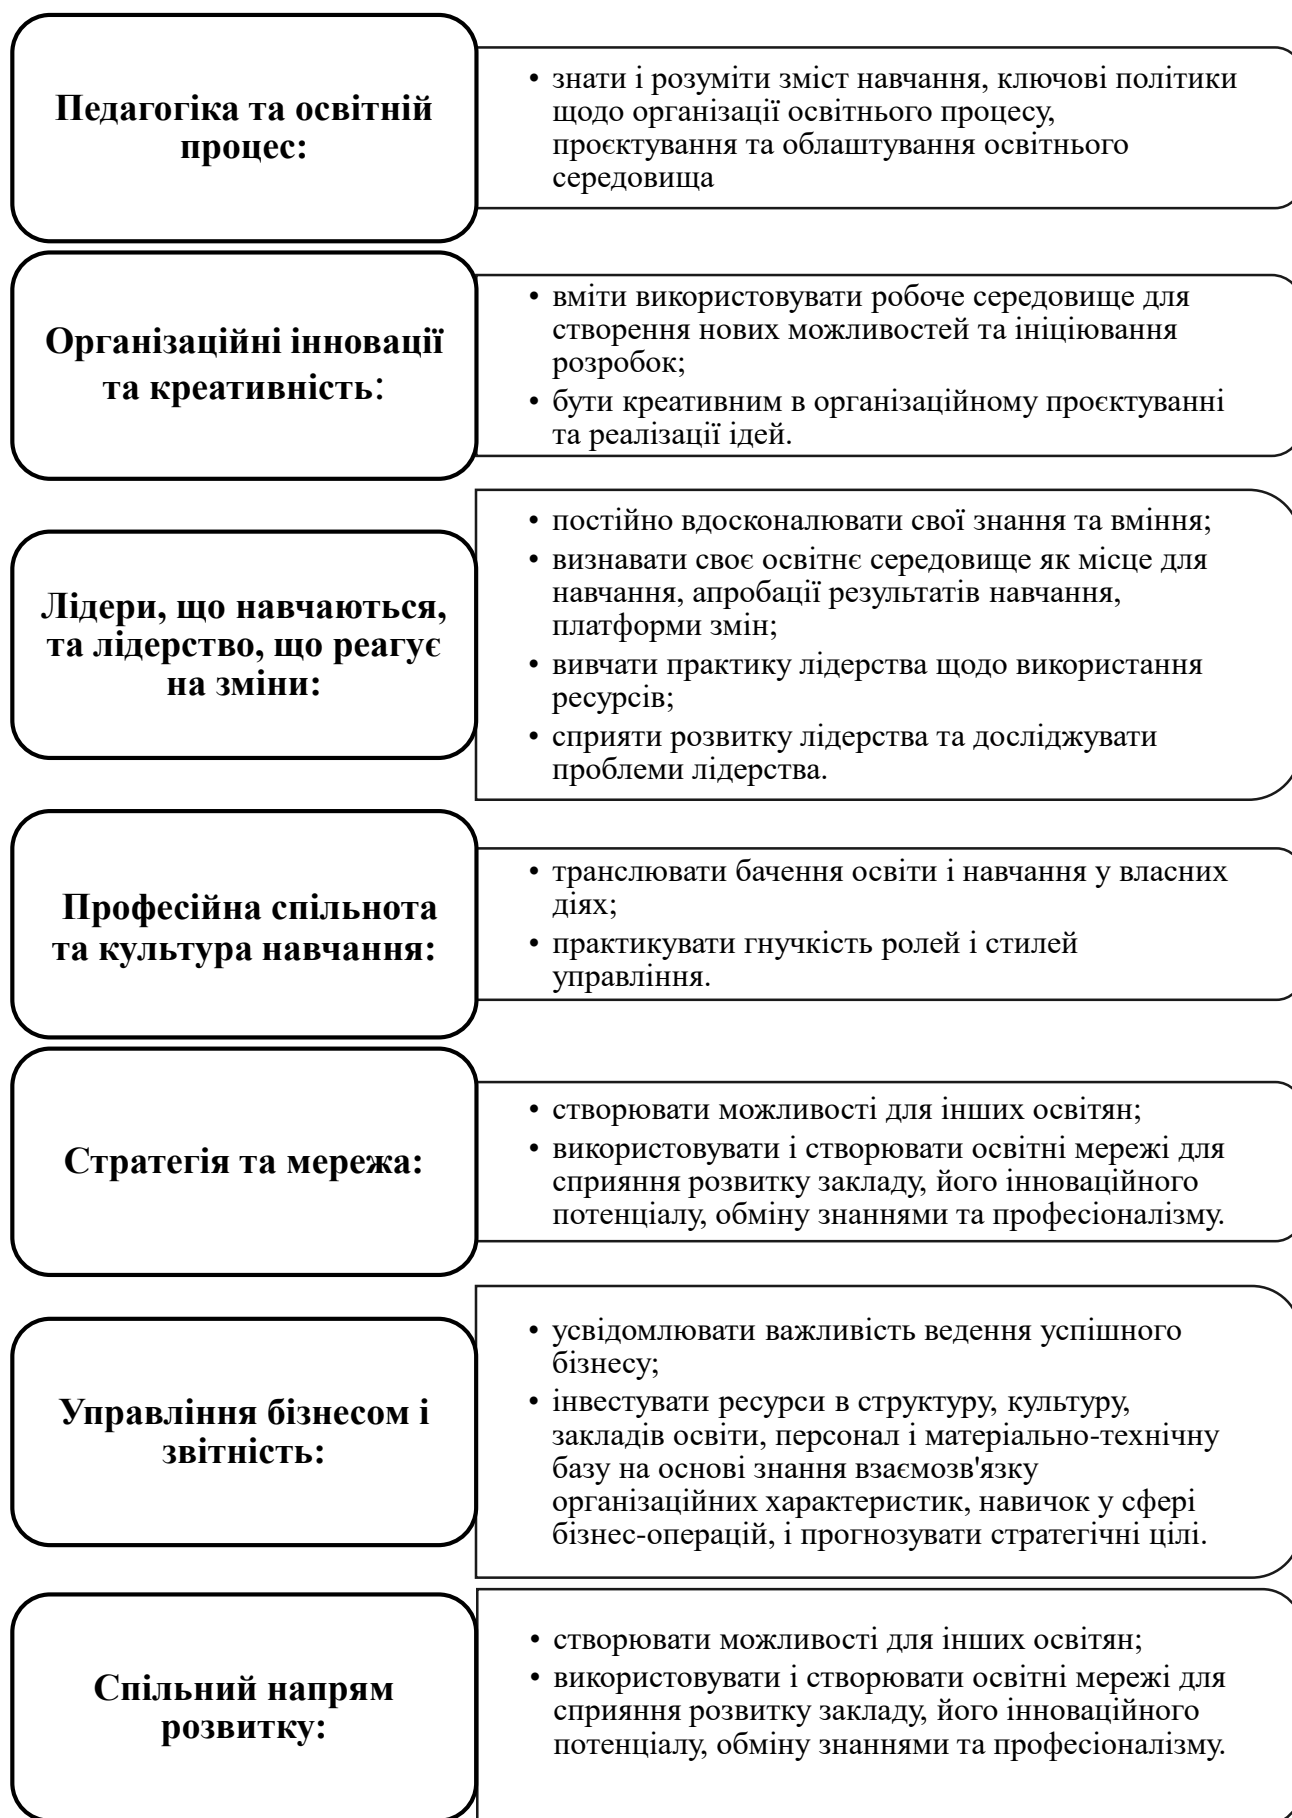 Педагогіка та освітній
процес:
• знати і розуміти зміст навчання, ключові політики
щодо організації освітнього процесу,
проєктування та облаштування освітнього
середовища
Організаційні інновації
та креативність:
• вміти використовувати робоче середовище для
створення нових можливостей та ініціювання
розробок;
• бути креативним в організаційному проєктуванні
та реалізації ідей.
Лідери, що навчаються,
та лідерство, що реагує
на зміни:
• постійно вдосконалювати свої знання та вміння;
• визнавати своє освітнє середовище як місце для
навчання, апробації результатів навчання,
платформи змін;
• вивчати практику лідерства щодо використання
ресурсів;
• сприяти розвитку лідерства та досліджувати
проблеми лідерства.
Професійна спільнота
та культура навчання:
• транслювати бачення освіти і навчання у власних
діях;
• практикувати гнучкість ролей і стилей
управління.
Стратегія та мережа:
• створювати можливості для інших освітян;
• використовувати і створювати освітні мережі для
сприяння розвитку закладу, його інноваційного
потенціалу, обміну знаннями та професіоналізму.
Управління бізнесом і
звітність:
• усвідомлювати важливість ведення успішного
бізнесу;
• інвестувати ресурси в структуру, культуру,
закладів освіти, персонал і матеріально-технічну
базу на основі знання взаємозв'язку
організаційних характеристик, навичок у сфері
бізнес-операцій, і прогнозувати стратегічні цілі.
Спільний напрям
розвитку:
• створювати можливості для інших освітян;
• використовувати і створювати освітні мережі для
сприяння розвитку закладу, його інноваційного
потенціалу, обміну знаннями та професіоналізму.